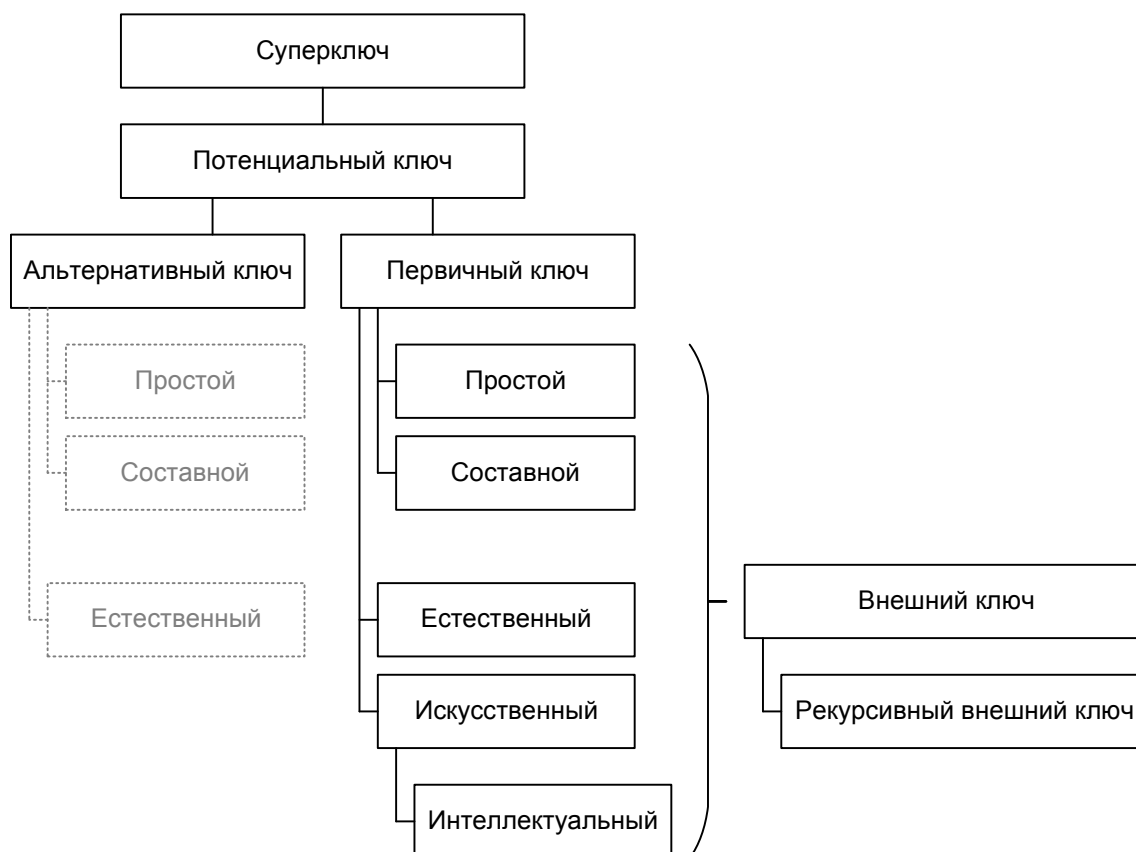 Суперключ
Потенциальный ключ
Альтернативный ключ
Первичный ключ
Простой
Простой
Составной
Составной
Естественный
Естественный
Внешний ключ
Искусственный
Рекурсивный внешний ключ
Интеллектуальный